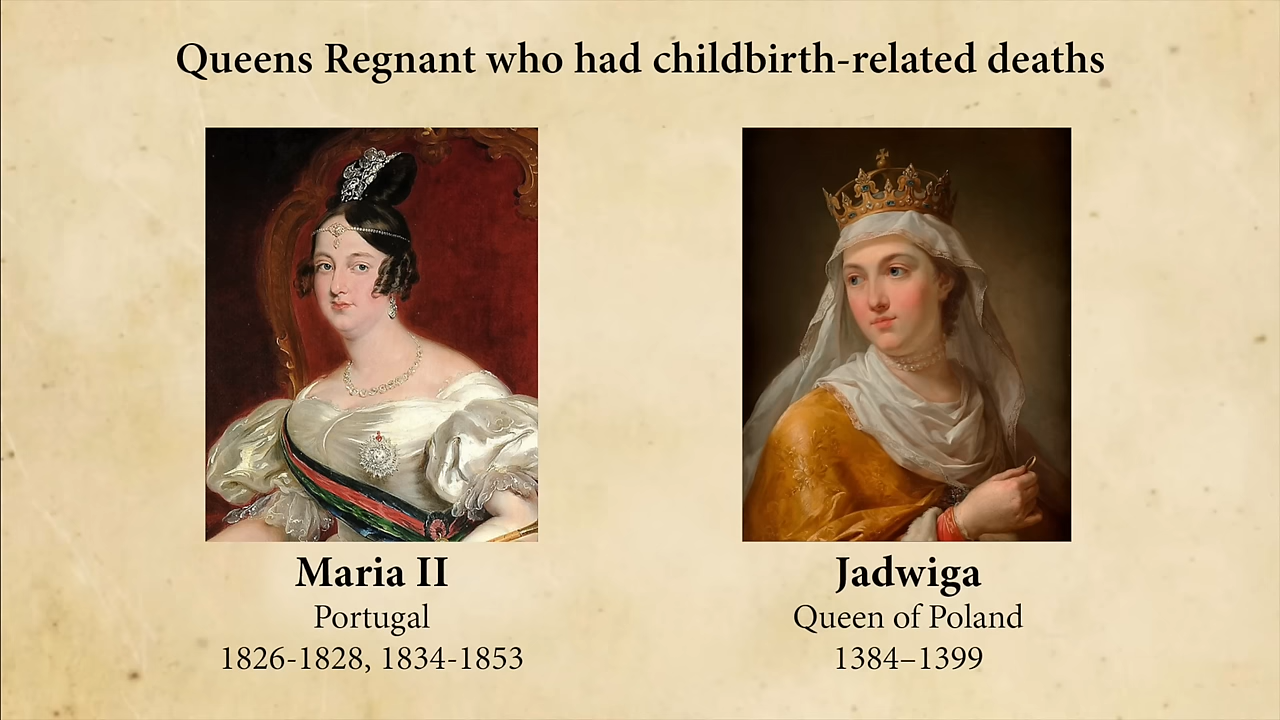 Queens Regnant who had childbirth-related deaths
Maria II
Portugal
1826-1828, 1834-1853
Jadwiga
Queen of Poland
1384–1399